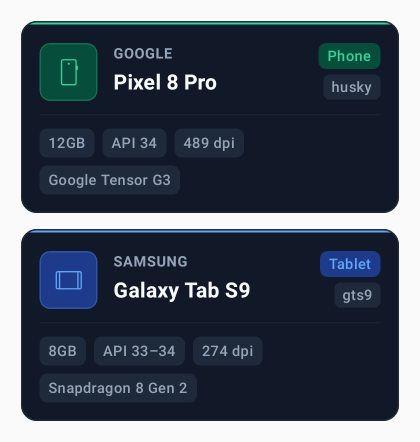 GOOGLE
Phone
Pixel 8 Pro
husky
12GB API 34 489 dpi
Google Tensor G3
SAMSUNG
Tablet
Galaxy Tab S9
gts9
8GB API 33–34 274 dpi
Snapdragon 8 Gen 2